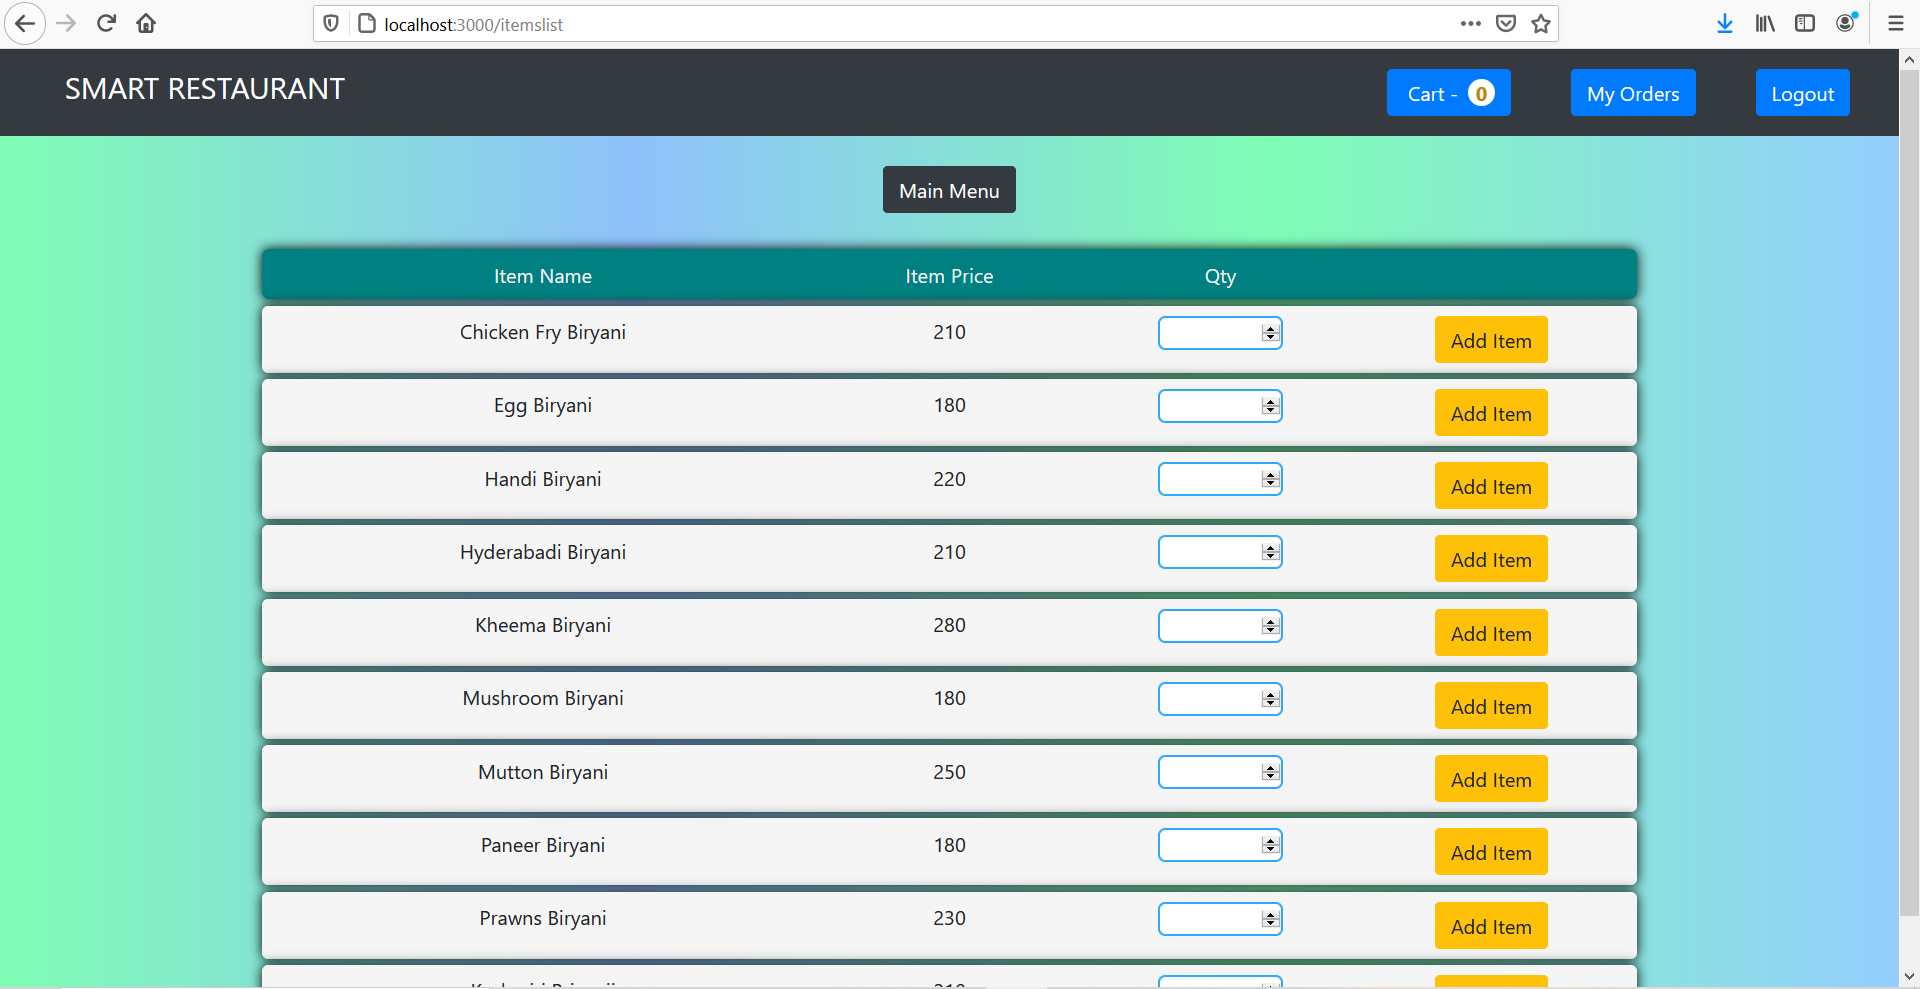 localhost:3000/itemslist
SMART RESTAURANT
Cart - 0
My Orders
Logout
Main Menu
Item Name Item Price Qty
Chicken Fry Biryani 210 Add Item
Egg Biryani 180 Add Item
Handi Biryani 220 Add Item
Hyderabadi Biryani 210 Add Item
Kheema Biryani 280 Add Item
Mushroom Biryani 180 Add Item
Mutton Biryani 250 Add Item
Paneer Biryani 180 Add Item
Prawns Biryani 230 Add Item